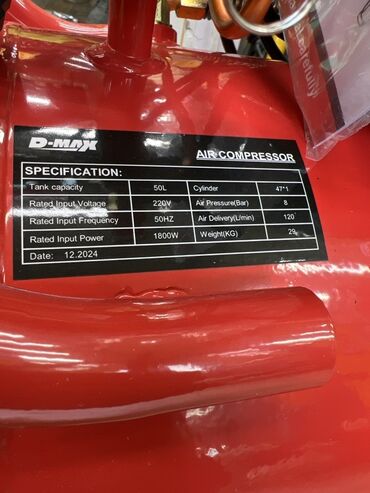 carefully
D-MAX AIR COMPRESSOR
SPECIFICATION:
Tank capacity 50L Cylinder 47*1
Rated Input Voltage 220V Air Pressure(Bar) 8
Rated Input Frequency 50HZ Air Delivery(L/min) 120
Rated Input Power 1800W Weight(KG) 29
Date: 12.2024